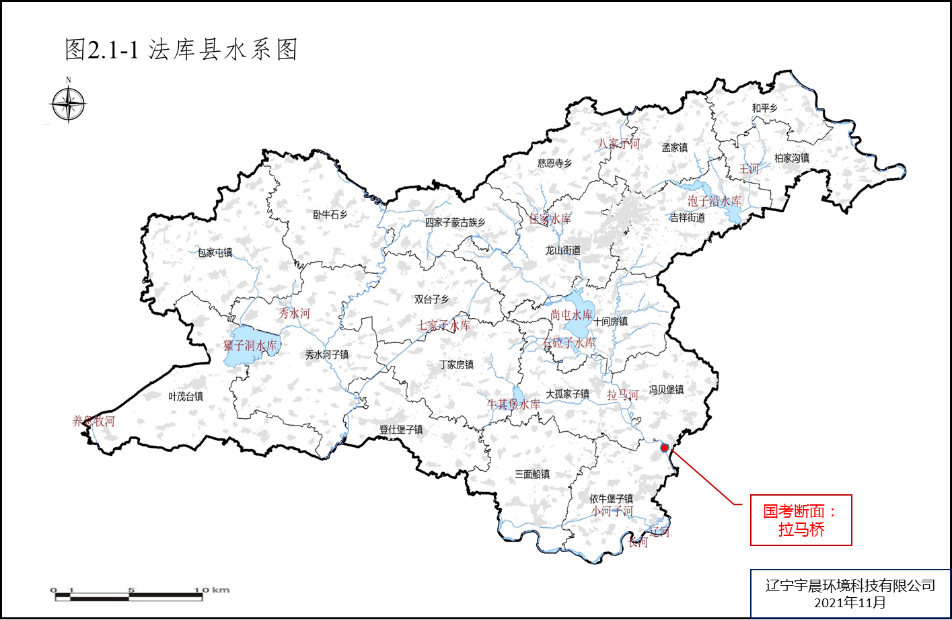 图2.1-1 法库县水系图
N
和平乡
八家子河
孟家镇
柏家沟镇
慈恩寺乡
王河
泡子沿水库
卧牛石乡
四家子蒙古族乡
任家水库
吉祥街道
包家屯镇
龙山街道
双台子乡
秀水河
尚屯水库
十间房镇
七家子水库
獾子洞水库
石砬子水库
秀水河子镇
丁家房镇
叶茂台镇
大孤家子镇
拉马河
冯贝堡镇
牛其堡水库
养息牧河
登仕堡子镇
三面船镇
依牛堡子镇
国考断面：
拉马桥
小河子河
辽河
长河
0 1 5 10 km
辽宁宇晨环境科技有限公司
2021年11月